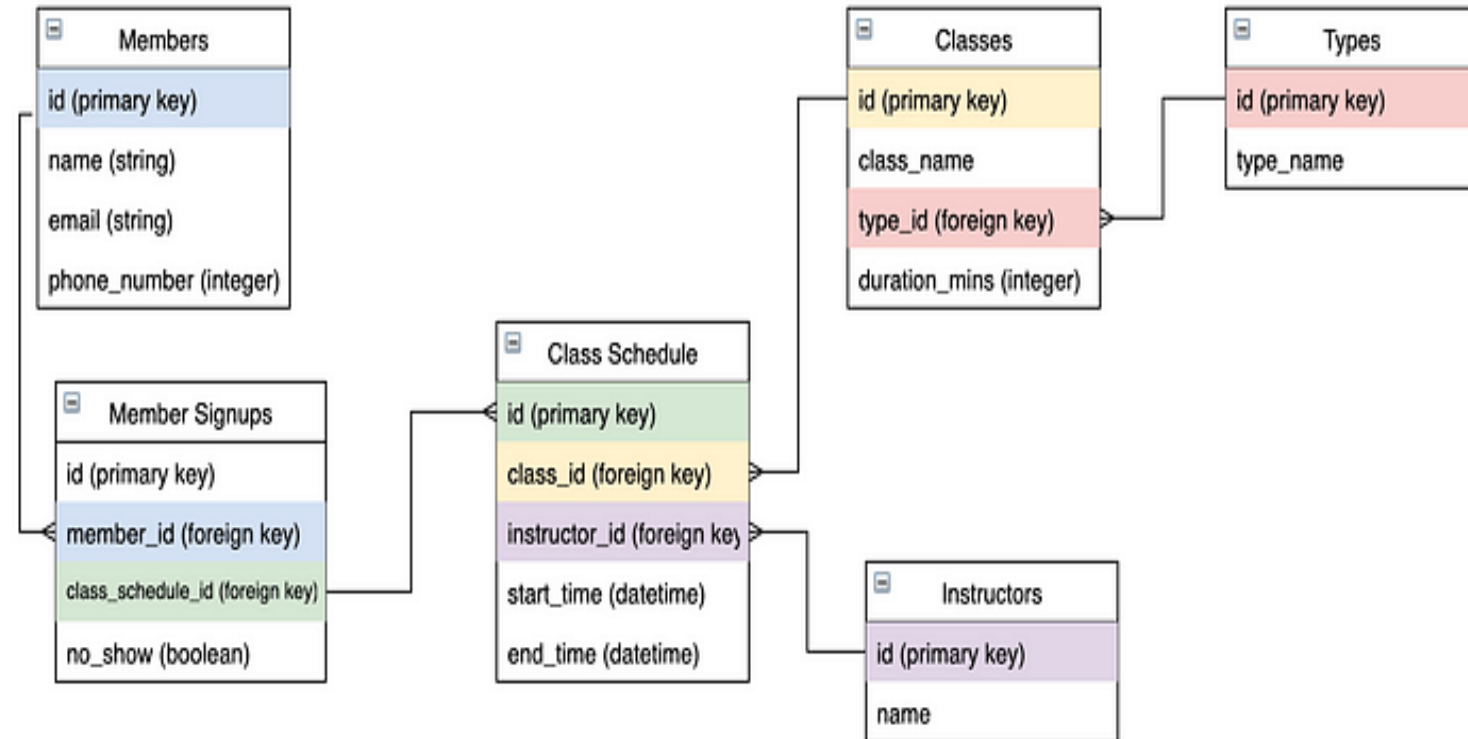 Members
id (primary key)
name (string)
email (string)
phone_number (integer)
Member Signups
id (primary key)
member_id (foreign key)
class_schedule_id (foreign key)
no_show (boolean)
Class Schedule
id (primary key)
class_id (foreign key)
instructor_id (foreign key
start_time (datetime)
end_time (datetime)
Classes
id (primary key)
class_name
type_id (foreign key)
duration_mins (integer)
Types
id (primary key)
type_name
Instructors
id (primary key)
name